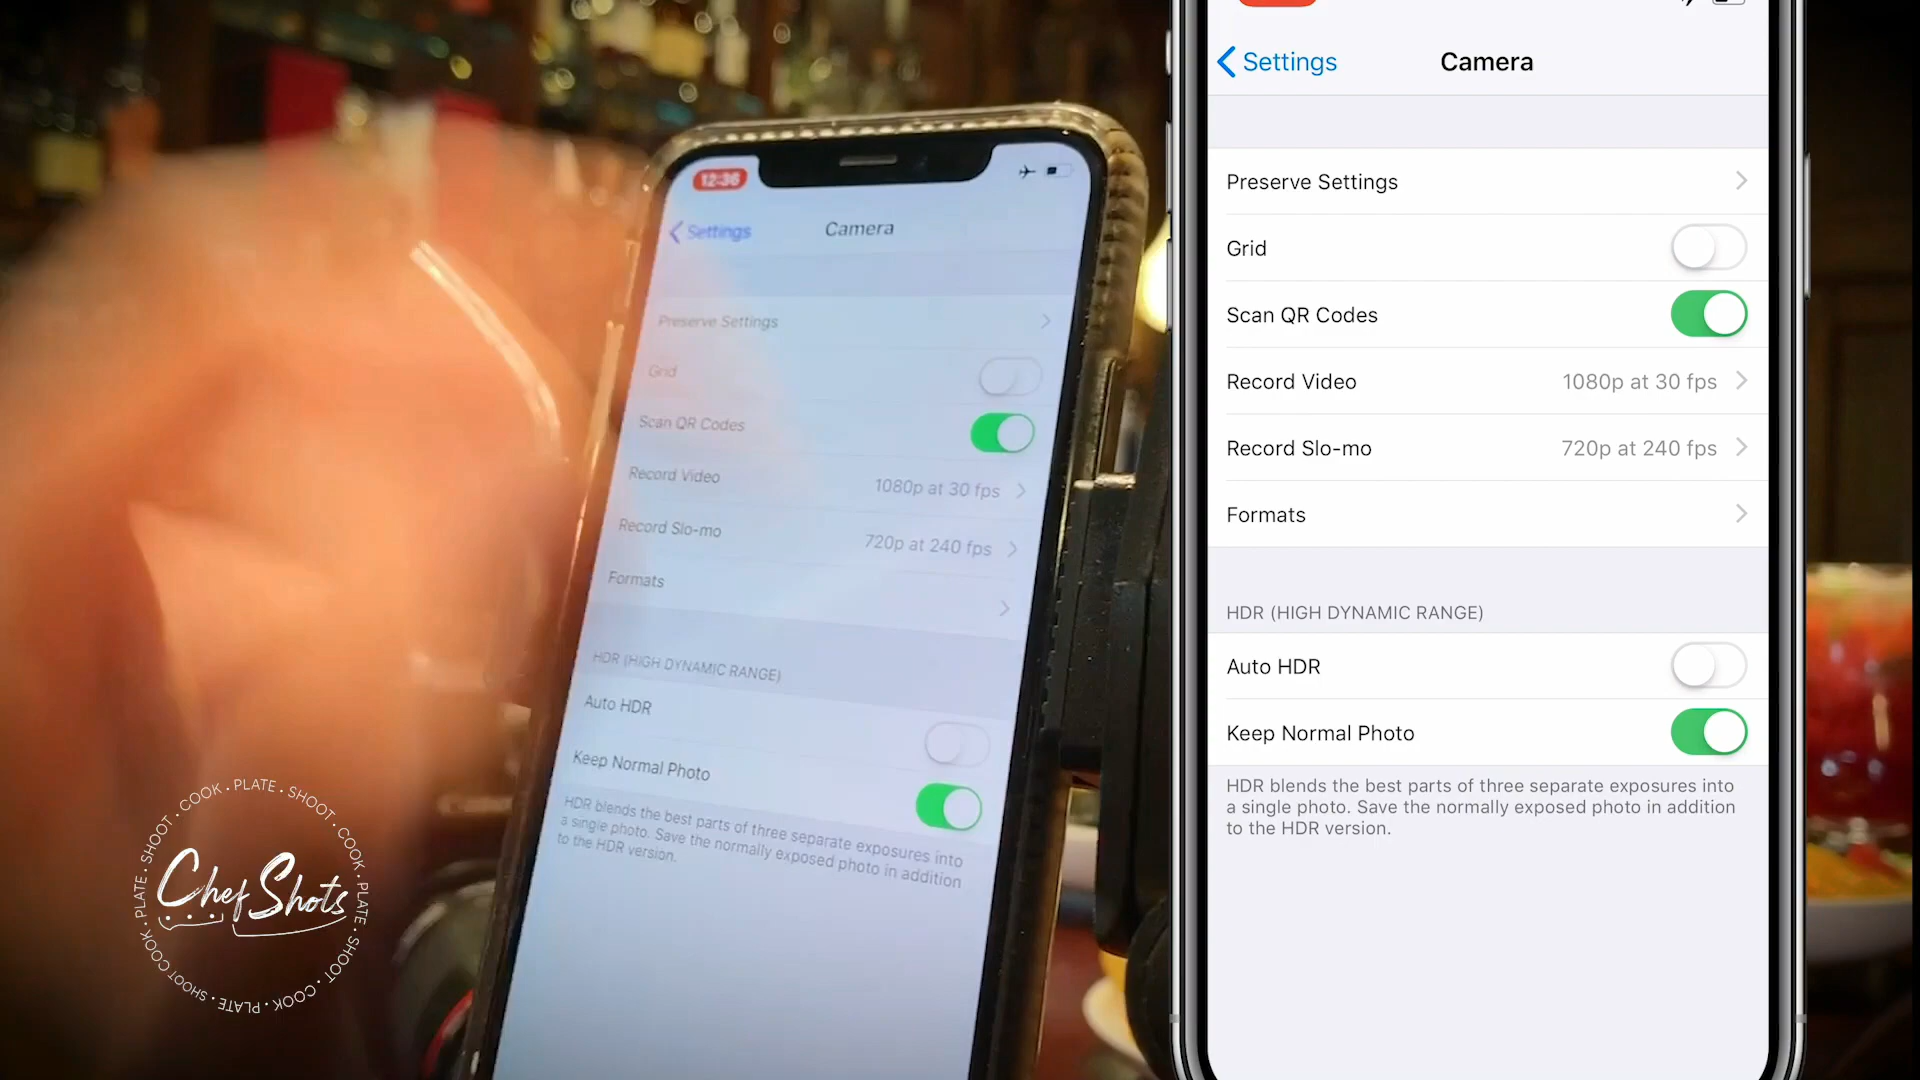 12:36
Settings
Camera
Preserve Settings
Grid
Scan QR Codes
Record Video
1080p at 30 fps
Record Slo-mo
720p at 240 fps
Formats
HDR (HIGH DYNAMIC RANGE)
Auto HDR
Keep Normal Photo
HDR blends the best parts of three separate exposures into
a single photo. Save the normally exposed photo in addition
to the HDR version.
COOK . PLATE . SHOOT . COOK . PLATE . SHOOT . COOK . PLATE . SHOOT COOK . PLATE . SHOOT .
Chef Shots
Settings
Camera
Preserve Settings
Grid
Scan QR Codes
Record Video
1080p at 30 fps
Record Slo-mo
720p at 240 fps
Formats
HDR (HIGH DYNAMIC RANGE)
Auto HDR
Keep Normal Photo
HDR blends the best parts of three separate exposures into
a single photo. Save the normally exposed photo in addition
to the HDR version.